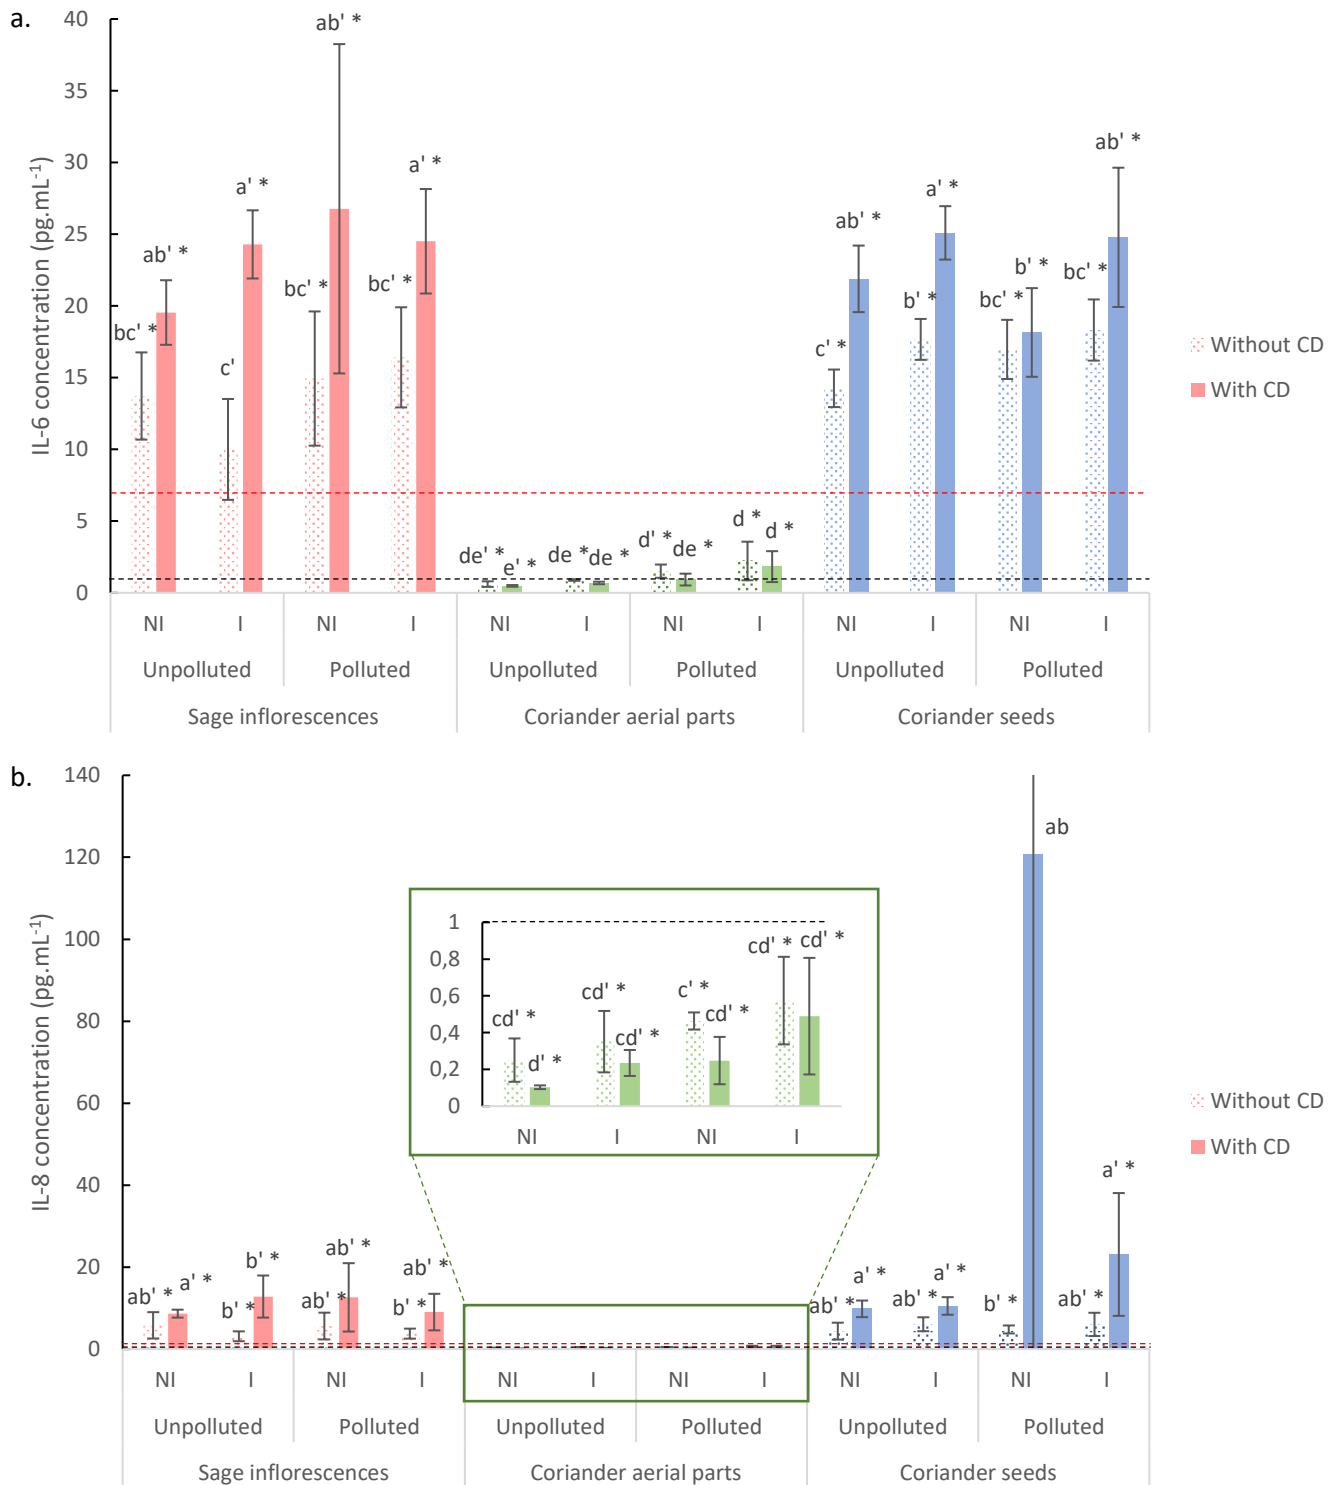 a.
IL-6 concentration (pg.mL-1)
40
35
30
25
20
15
10
5
0
bc' *
ab' *
c'
a' *
bc' *
ab' *
bc' *
a' *
de' *
e' *
de *
de *
d' *
de *
d *
d *
c' *
ab' *
b' *
a' *
bc' *
b' *
bc' *
ab' *
Without CD
With CD
NI I NI I NI I NI I NI I NI I
Unpolluted Polluted Unpolluted Polluted Unpolluted Polluted
Sage inflorescences Coriander aerial parts Coriander seeds
b.
IL-8 concentration (pg.mL-1)
140
120
100
80
60
40
20
0
ab' *
a' *
b' *
b' *
ab' *
ab' *
b' *
ab' *
1
0,8
0,6
0,4
0,2
0
cd' *
d' *
cd' *
cd' *
c' *
cd' *
cd' *
cd' *
NI I NI I
ab' *
a' *
ab' *
a' *
b' *
ab
ab' *
a' *
Without CD
With CD
NI I NI I NI I NI I NI I NI I
Unpolluted Polluted Unpolluted Polluted Unpolluted Polluted
Sage inflorescences Coriander aerial parts Coriander seeds